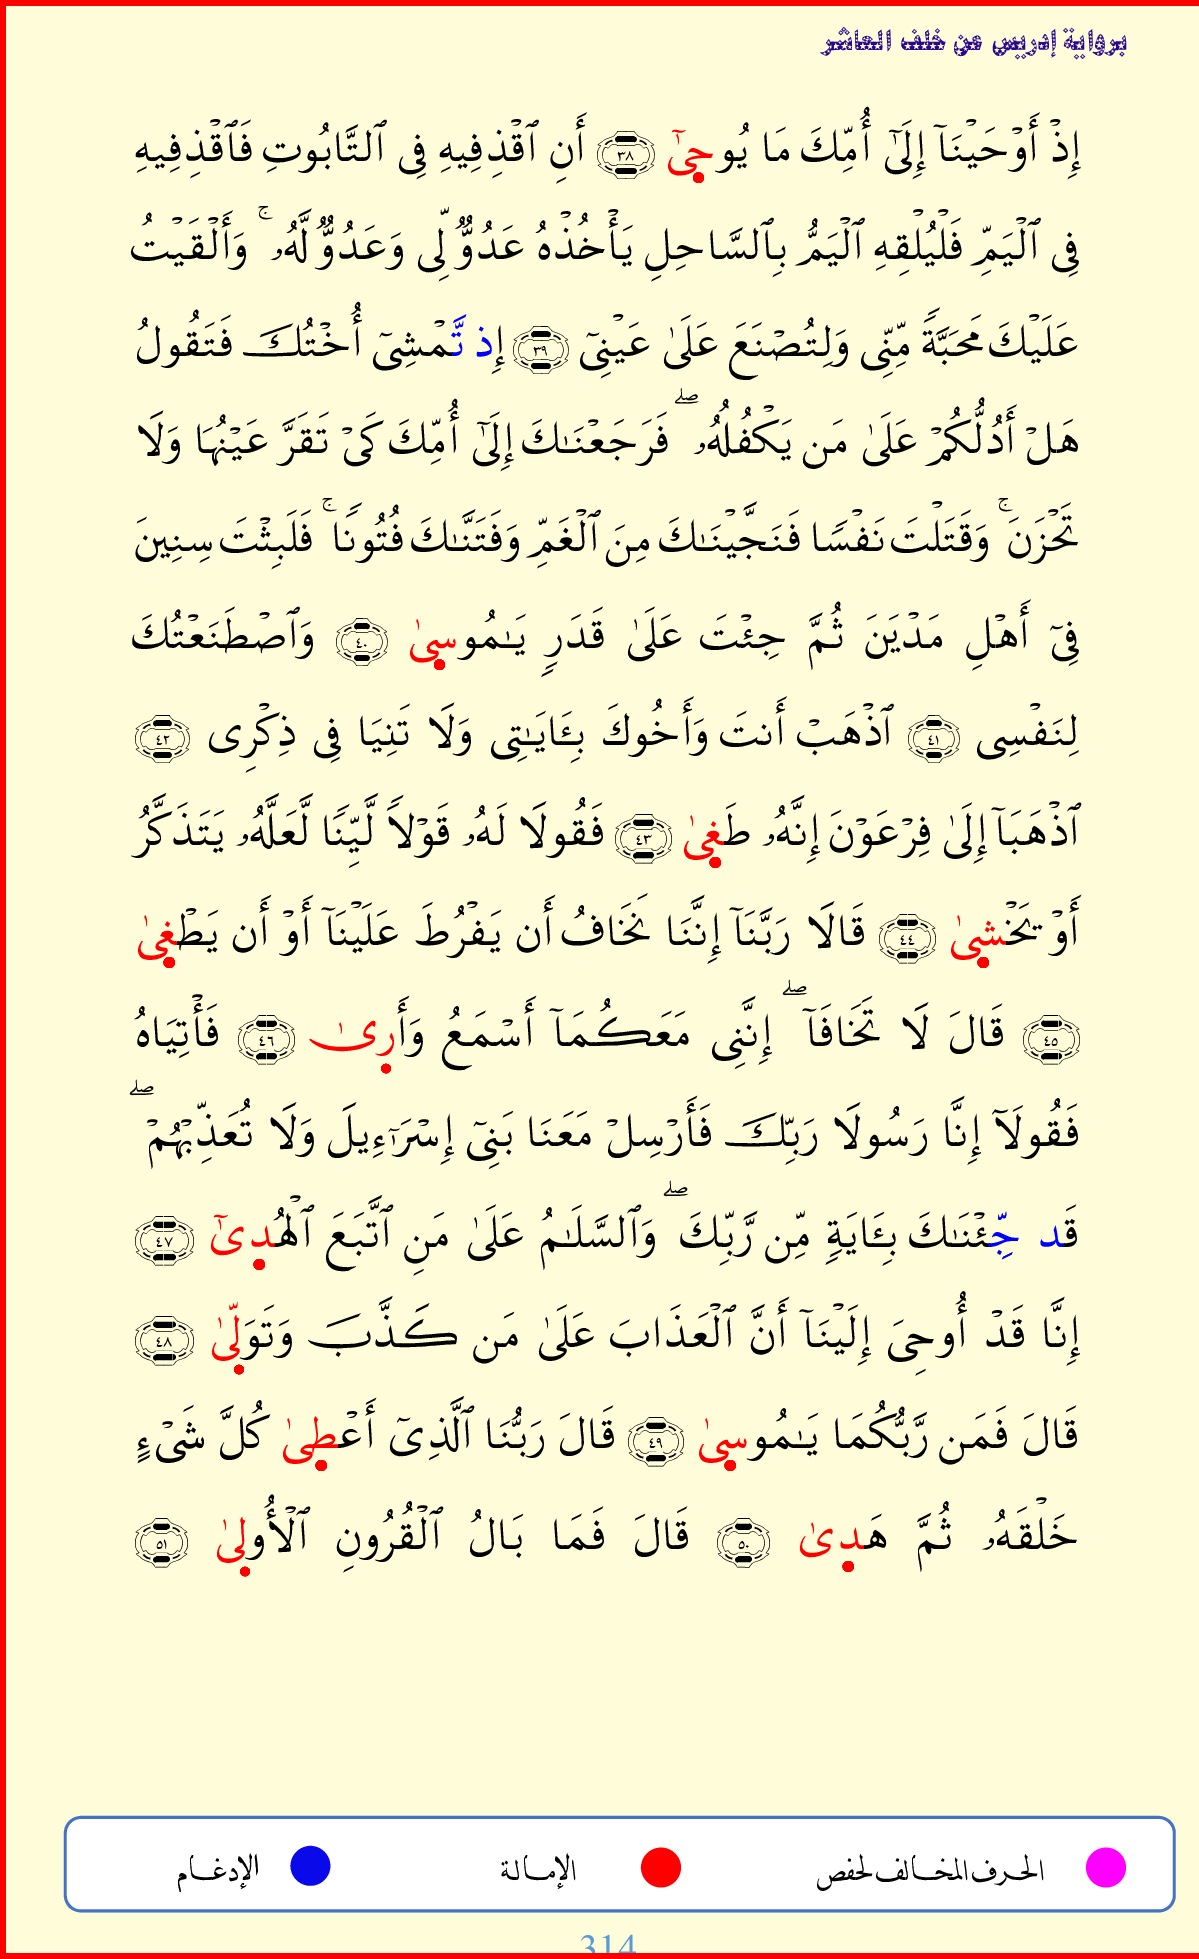 برواية إدريس عن خلف العاشر
إِذۡ أَوۡحَيۡنَآ إِلَىٰٓ أُمِّكَ مَا يُوحِىٰٓ ٣٨ أَنِ ٱقۡذِفِيهِ فِى ٱلتَّابُوتِ فَٱقۡذِفِيهِ
فِى ٱلۡيَمِّ فَلۡيُلۡقِهِ ٱلۡيَمُّ بِٱلسَّاحِلِ يَأۡخُذۡهُ عَدُوٌّ لِّى وَعَدُوٌّ لَّهُۥۚ وَأَلۡقَيۡتُ
عَلَيۡكَ مَحَبَّةً مِّنِّى وَلِتُصۡنَعَ عَلَىٰ عَيۡنِىٓ ٣٩ إِذ تَّمۡشِىٓ أُخۡتُكَ فَتَقُولُ
هَلۡ أَدُلُّكُمۡ عَلَىٰ مَن يَكۡفُلُهُۥۖ فَرَجَعۡنَـٰكَ إِلَىٰٓ أُمِّكَ كَىۡ تَقَرَّ عَيۡنُهَا وَلَا
تَحۡزَنَۚ وَقَتَلۡتَ نَفۡسًا فَنَجَّيۡنَـٰكَ مِنَ ٱلۡغَمِّ وَفَتَنَّـٰكَ فُتُونًاۚ فَلَبِثۡتَ سِنِينَ
فِىٓ أَهۡلِ مَدۡيَنَ ثُمَّ جِئۡتَ عَلَىٰ قَدَرٍ يَـٰمُوسِىٰ ٤٠ وَٱصۡطَنَعۡتُكَ
لِنَفۡسِى ٤١ ٱذۡهَبۡ أَنتَ وَأَخُوكَ بِـَٔايَـٰتِى وَلَا تَنِيَا فِى ذِكۡرِى ٤٢
ٱذۡهَبَآ إِلَىٰ فِرۡعَوۡنَ إِنَّهُۥ طَغِىٰ ٤٣ فَقُولَا لَهُۥ قَوۡلًا لَّيِّنًا لَّعَلَّهُۥ يَتَذَكَّرُ
أَوۡ يَخۡشِىٰ ٤٤ قَالَا رَبَّنَآ إِنَّنَا نَخَافُ أَن يَفۡرُطَ عَلَيۡنَآ أَوۡ أَن يَطۡغِىٰ
٤٥ قَالَ لَا تَخَافَآۖ إِنَّنِى مَعَكُمَآ أَسۡمَعُ وَأَرِىٰ ٤٦ فَأۡتِيَاهُ
فَقُولَآ إِنَّا رَسُولَا رَبِّكَ فَأَرۡسِلۡ مَعَنَا بَنِىٓ إِسۡرَٰٓءِيلَ وَلَا تُعَذِّبۡهُمۡۖ
قَد جِّئۡنَـٰكَ بِـَٔايَةٍ مِّن رَّبِّكَۖ وَٱلسَّلَـٰمُ عَلَىٰ مَنِ ٱتَّبَعَ ٱلۡهُدِىٰٓ ٤٧
إِنَّا قَدۡ أُوحِىَ إِلَيۡنَآ أَنَّ ٱلۡعَذَابَ عَلَىٰ مَن كَذَّبَ وَتَوَلِّىٰ ٤٨
قَالَ فَمَن رَّبُّكُمَا يَـٰمُوسِىٰ ٤٩ قَالَ رَبُّنَا ٱلَّذِىٓ أَعۡطِىٰ كُلَّ شَىۡءٍ
خَلۡقَهُۥ ثُمَّ هَدِىٰ ٥٠ قَالَ فَمَا بَالُ ٱلۡقُرُونِ ٱلۡأُولِىٰ ٥١
الحرف المخالف لحفص الإمالة الإدغام
314